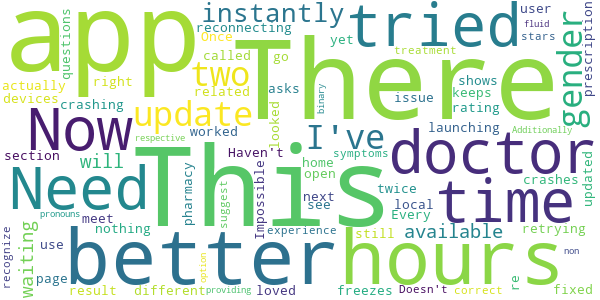 app
There
tried
instantly
user
fluid
stars
prescription
gender
questions
reconnecting
Once
called
yet
go
treatment
actually
right
devices
two
related
asks
looked
binary
issue
shows
keeps
rating
crashing
update
Now
worked
I've
launching
Additionally
respective
crashes
updated
section
will
Haven't
home
symptoms
open
doctor
Need
This
pharmacy
suggest
Impossible
see
next
twice
local
time
pronouns
meet
nothing
Every
retrying
experience
still
available
recognize
waiting
use
page
better
hours
re
non
result
different
providing
loved
option
freezes
Doesn't
correct
fixed